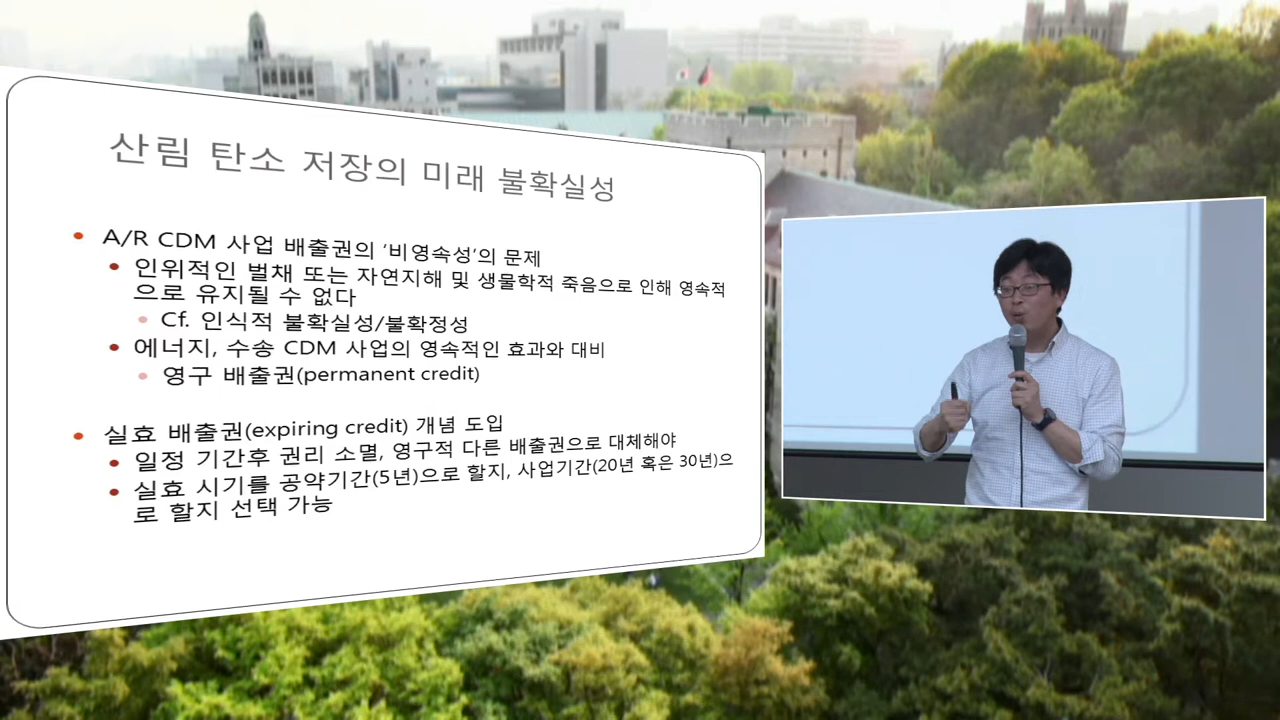 산림 탄소 저장의 미래 불확실성
A/R CDM 사업 배출권의 ‘비영속성’의 문제
인위적인 벌채 또는 자연지해 및 생물학적 죽음으로 인해 영속적
으로 유지될 수 없다
Cf. 인식적 불확실성/불확정성
에너지, 수송 CDM 사업의 영속적인 효과와 대비
영구 배출권(permanent credit)
실효 배출권(expiring credit) 개념 도입
일정 기간후 권리 소멸, 영구적 다른 배출권으로 대체해야
실효 시기를 공약기간(5년)으로 할지, 사업기간(20년 혹은 30년)으
로 할지 선택 가능